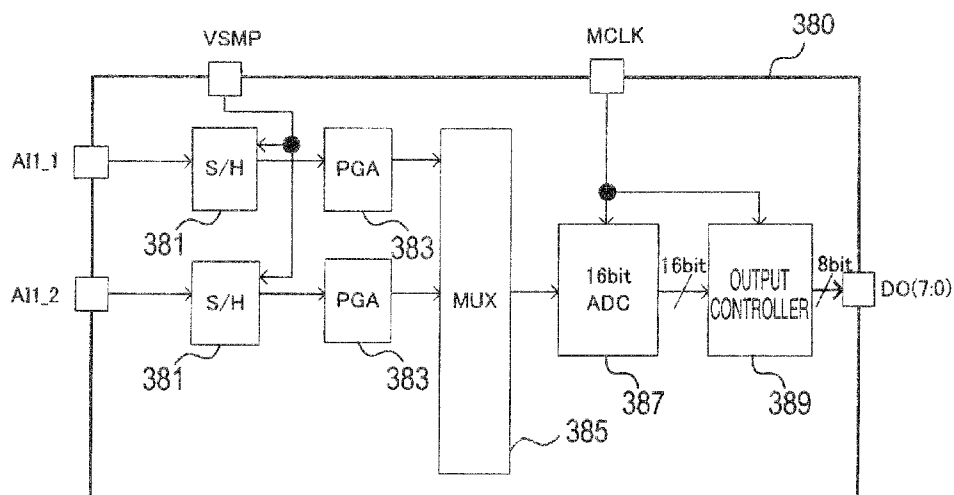 VSMP
MCLK
380
AI1_1
S/H
PGA
381
383
AI1_2
S/H
PGA
MUX
16bit
ADC
16bit
OUTPUT
CONTROLLER
8bit
DO(7:0)
381
383
387
389
385